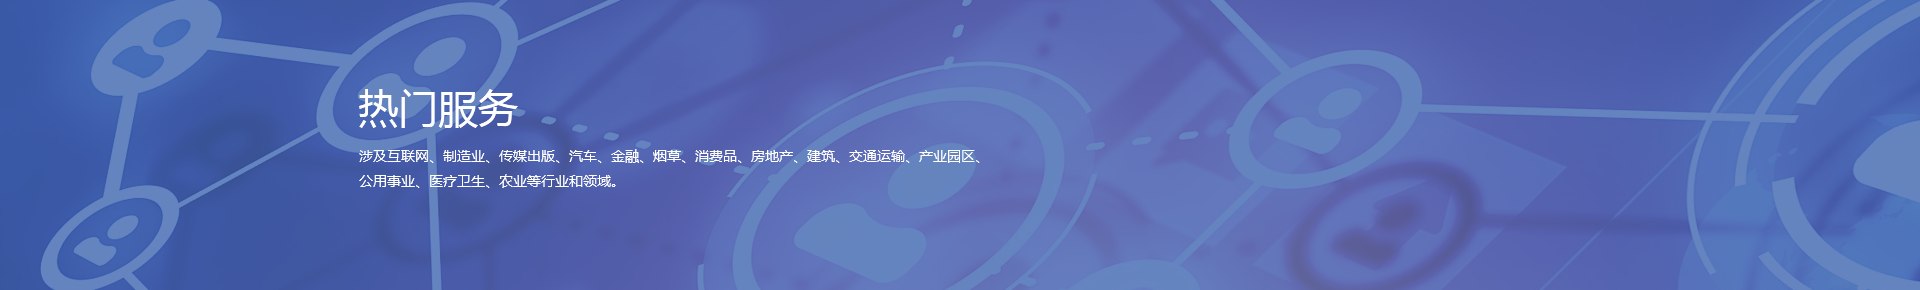 热门服务
涉及互联网、制造业、传媒出版、汽车、金融、烟草、消费品、房地产、建筑、交通运输、产业园区、
公用事业、医疗卫生、农业等行业和领域。